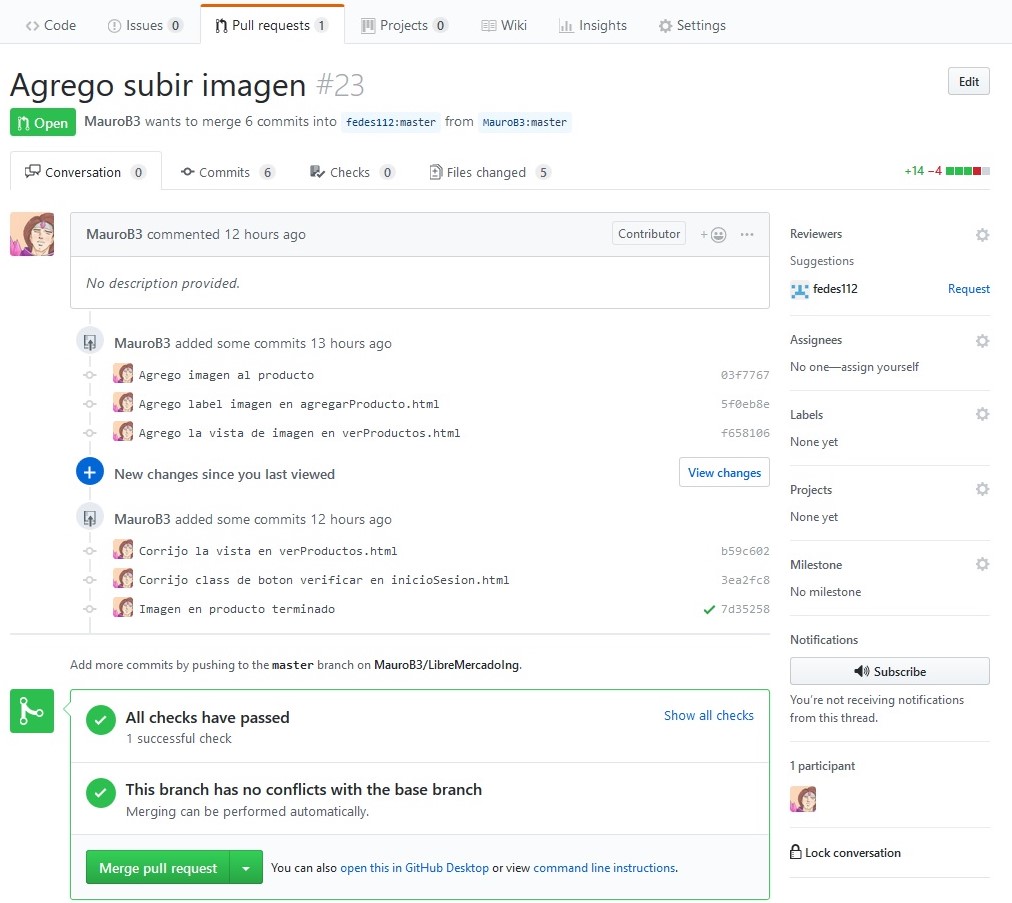 Code Issues 0 Pull requests 1 Projects 0 Wiki Insights Settings
Agrego subir imagen #23 Edit
Open MauroB3 wants to merge 6 commits into fedes112:master from MauroB3:master
Conversation 0 Commits 6 Checks 0 Files changed 5 +14 −4
MauroB3 commented 12 hours ago Contributor
No description provided.
MauroB3 added some commits 13 hours ago
Agrego imagen al producto 03f7767
Agrego label imagen en agregarProducto.html 5f0eb8e
Agrego la vista de imagen en verProductos.html f658106
New changes since you last viewed View changes
MauroB3 added some commits 12 hours ago
Corrijo la vista en verProductos.html b59c602
Corrijo class de boton verificar en inicioSesion.html 3ea2fc8
Imagen en producto terminado 7d35258
Add more commits by pushing to the master branch on MauroB3/LibreMercadoIng.
All checks have passed Show all checks
1 successful check
This branch has no conflicts with the base branch
Merging can be performed automatically.
Merge pull request You can also open this in GitHub Desktop or view command line instructions.
Reviewers
Suggestions
fedes112 Request
Assignees
No one—assign yourself
Labels
None yet
Projects
None yet
Milestone
No milestone
Notifications
Subscribe
You're not receiving notifications
from this thread.
1 participant
Lock conversation